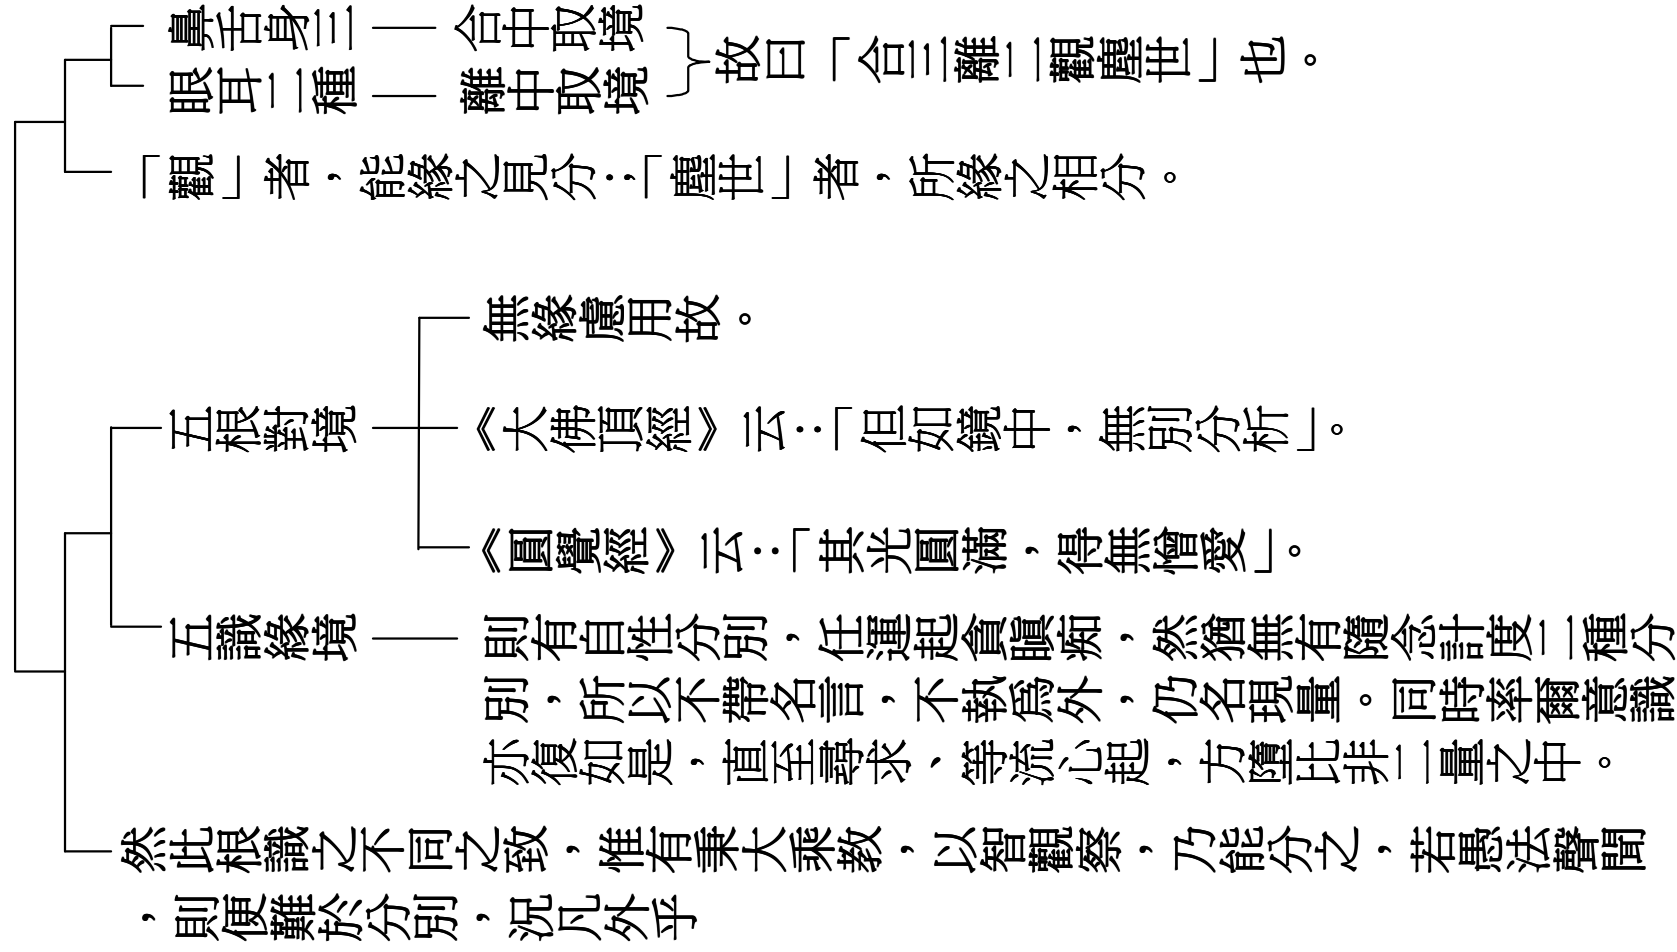 鼻舌身三 合中取境
眼耳二種 離中取境
故曰「合三離二觀塵世」也。
「觀」者，能緣之見分；「塵世」者，所緣之相分。
五根對境
無緣慮用故。
《大佛頂經》云：「但如鏡中，無別分析」。
《圓覺經》云：「其光圓滿，得無憎愛」。
五識緣境
則有自性分別，任運起貪瞋痴，然猶無有隨念計度二種分
別，所以不帶名言，不執為外，仍名現量。同時率爾意識
亦復如是，直至尋求、等流心起，方墮比非二量之中。
然此根識之不同之致，惟有秉大乘教，以智觀察，乃能分之，若愚法聲聞
，則便難於分別，況凡外乎